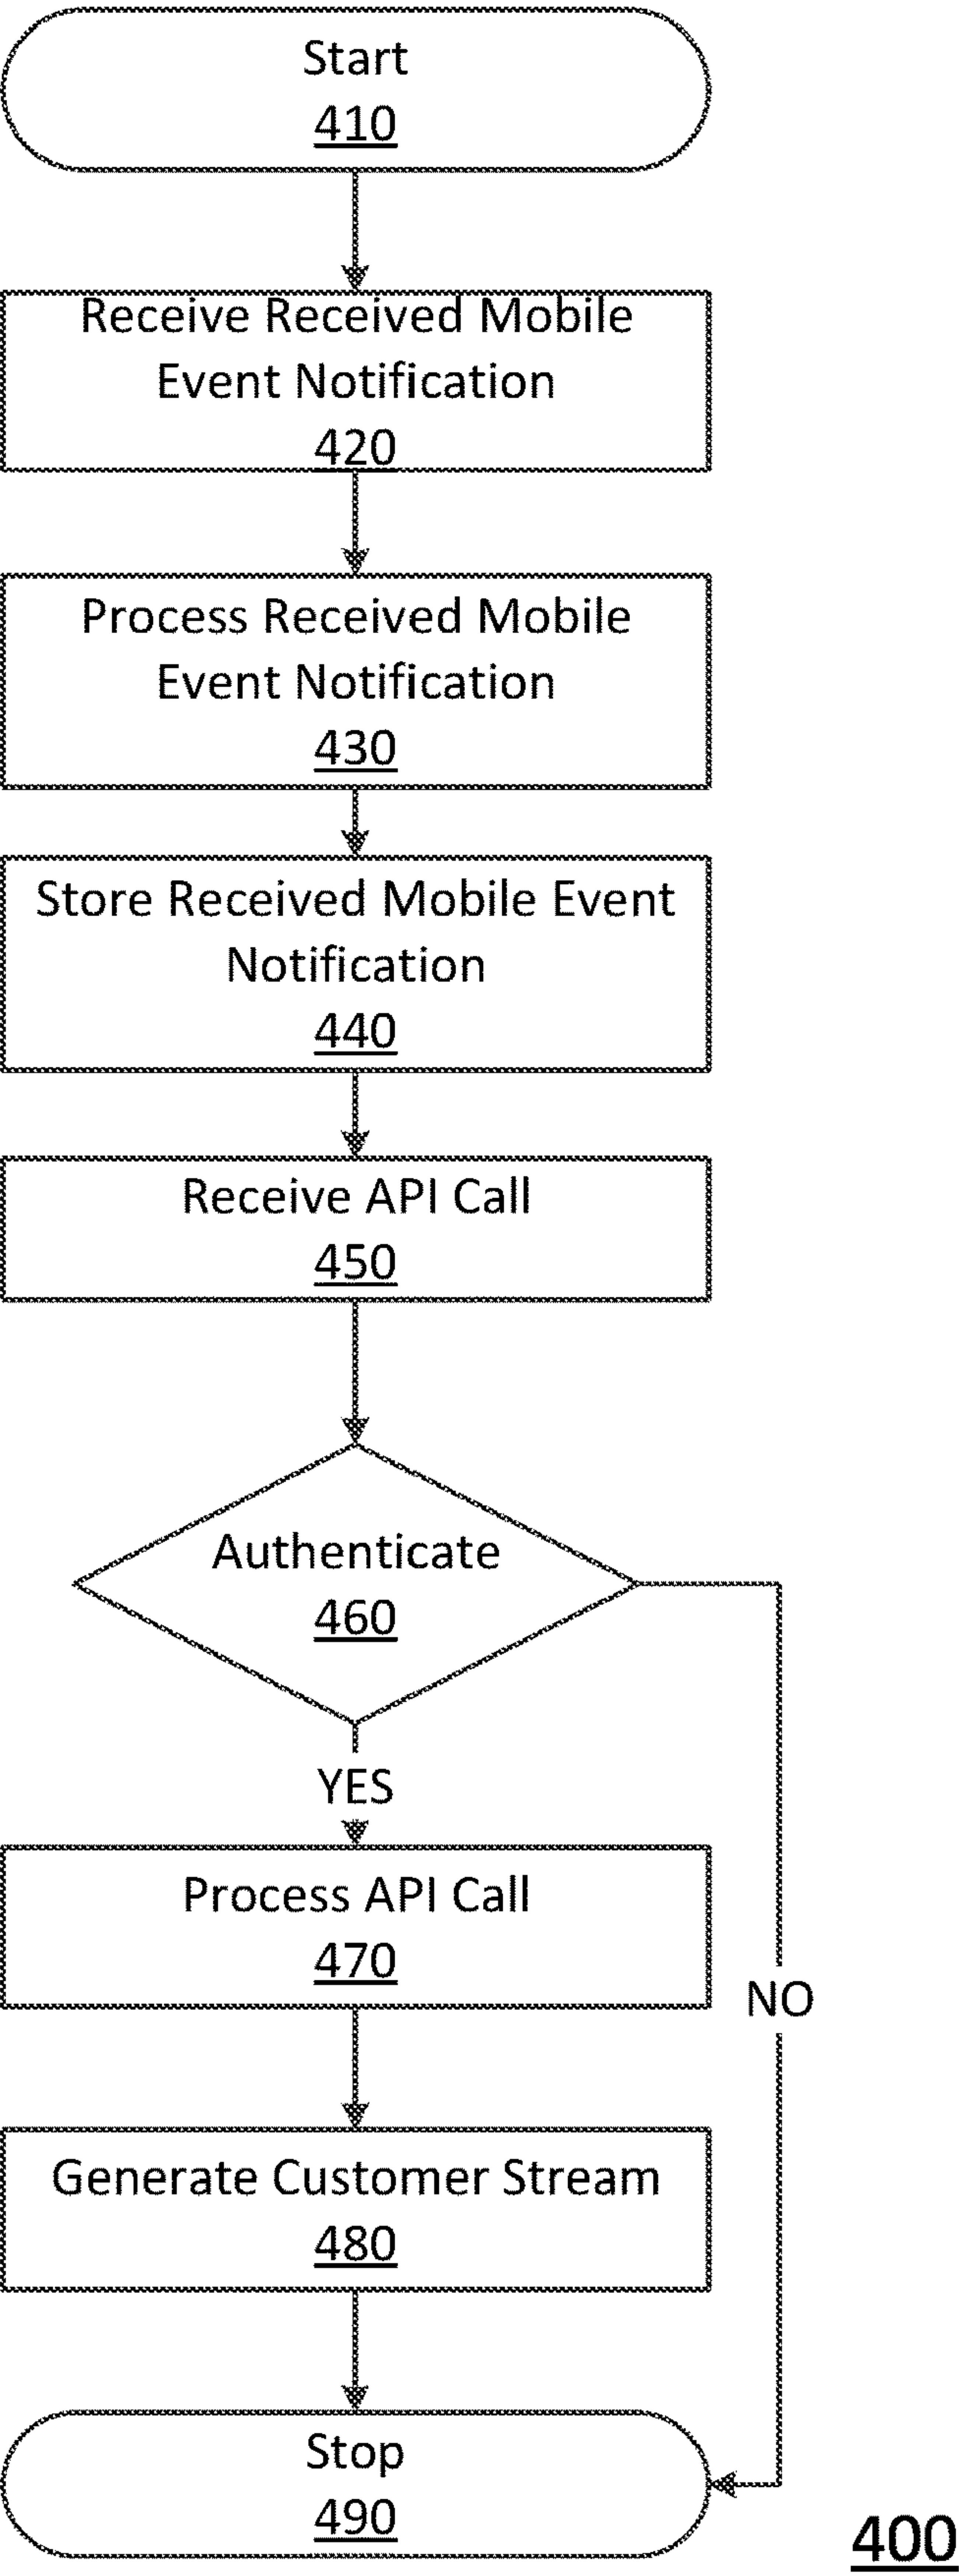 Start
410
Receive Received Mobile
Event Notification
420
Process Received Mobile
Event Notification
430
Store Received Mobile Event
Notification
440
Receive API Call
450
Authenticate
460
YES
Process API Call
470
NO
Generate Customer Stream
480
Stop
490
400